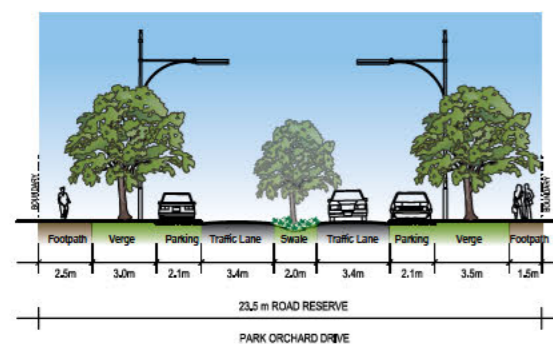 BOUNDARY
BOUNDARY
Footpath Verge Parking Traffic Lane Swale Traffic Lane Parking Verge Footpath
2.5m 3.0m 2.1m 3.4m 2.0m 3.4m 2.1m 3.5m 1.5m
23.5 m ROAD RESERVE
PARK ORCHARD DRIVE